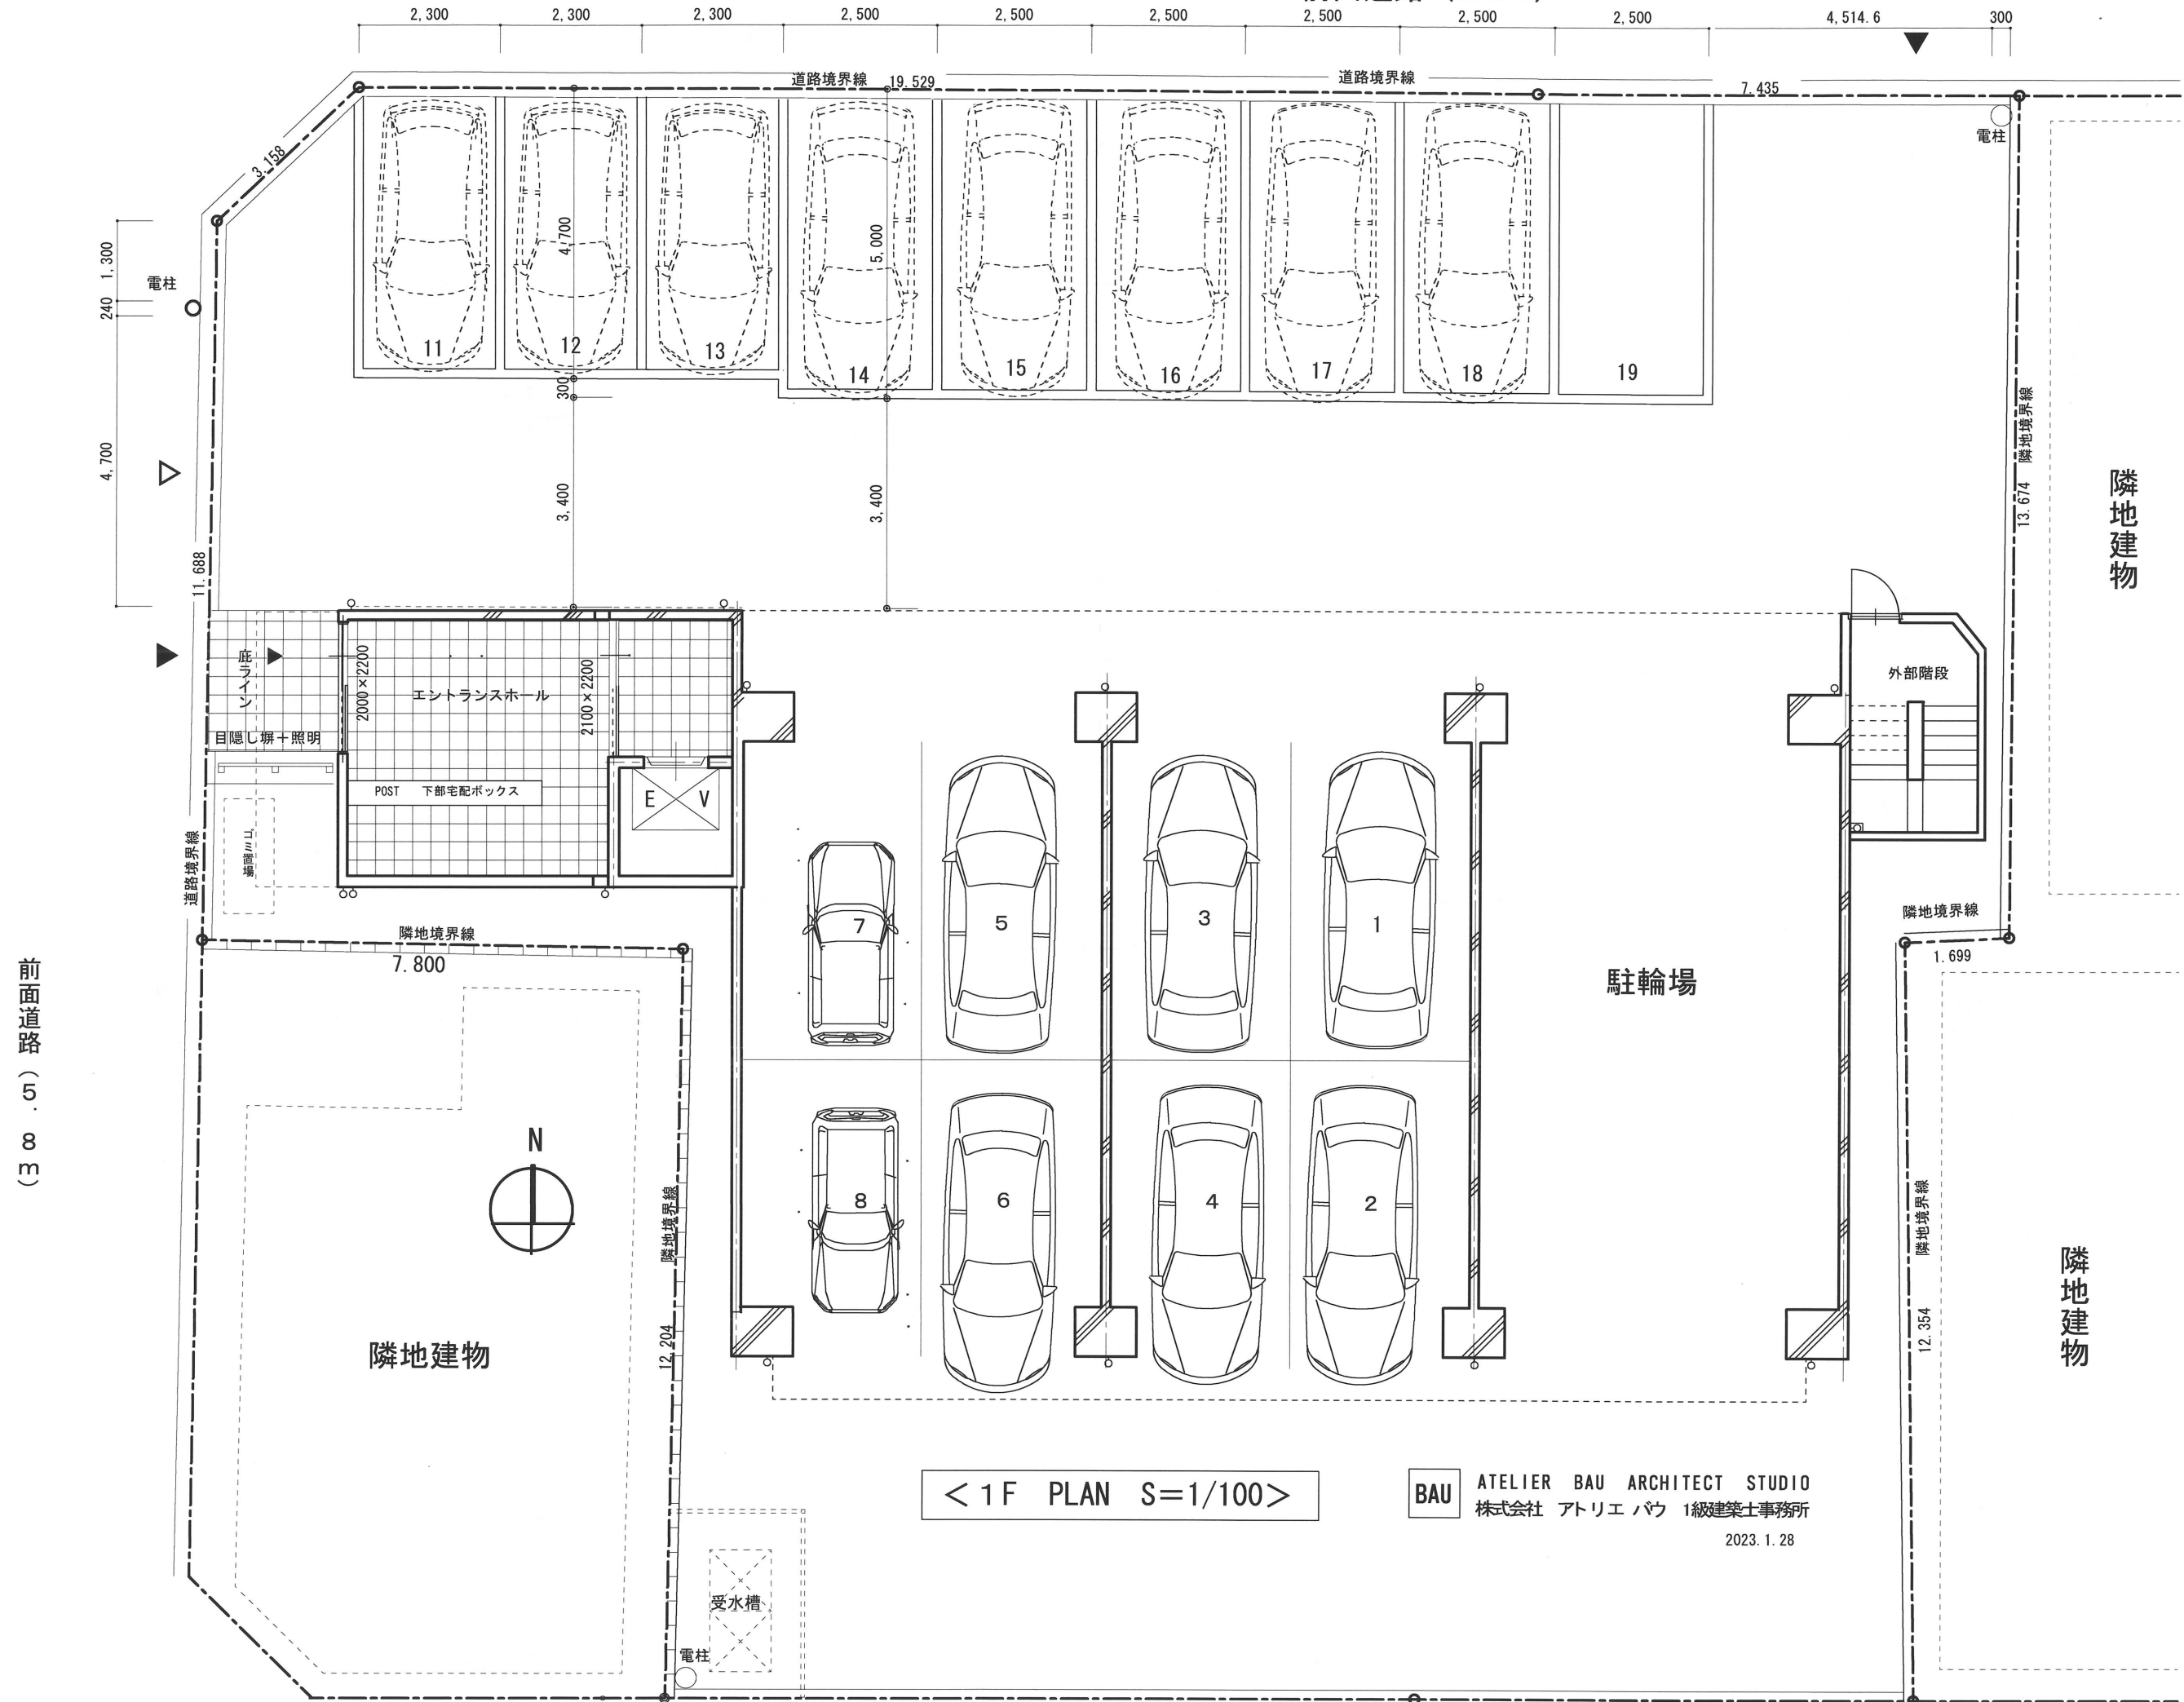 2,300
2,300
2,300
2,500
2,500
2,500
2,500
2,500
2,500
4,514.6
300
道路境界線
19.529
道路境界線
7.435
電柱
3.158
1,300
240
4,700
電柱
4,700
5,000
11
12
13
14
15
16
17
18
19
300
3,400
3,400
隣地境界線
13.674
隣地建物
11.688
庇ライン
2000×2200
エントランスホール
2100×2200
外部階段
目隠し塀+照明
POST 下部宅配ボックス
EV
ゴミ置場
道路境界線
7
5
3
1
隣地境界線
7.800
隣地境界線
1.699
駐輪場
前面道路(5.8m)
N
8
6
4
2
隣地境界線
12.204
隣地境界線
12.354
隣地建物
隣地建物
<1F PLAN S=1/100>
BAU
ATELIER BAU ARCHITECT STUDIO
株式会社 アトリエ バウ 1級建築士事務所
2023.1.28
受水槽
電柱